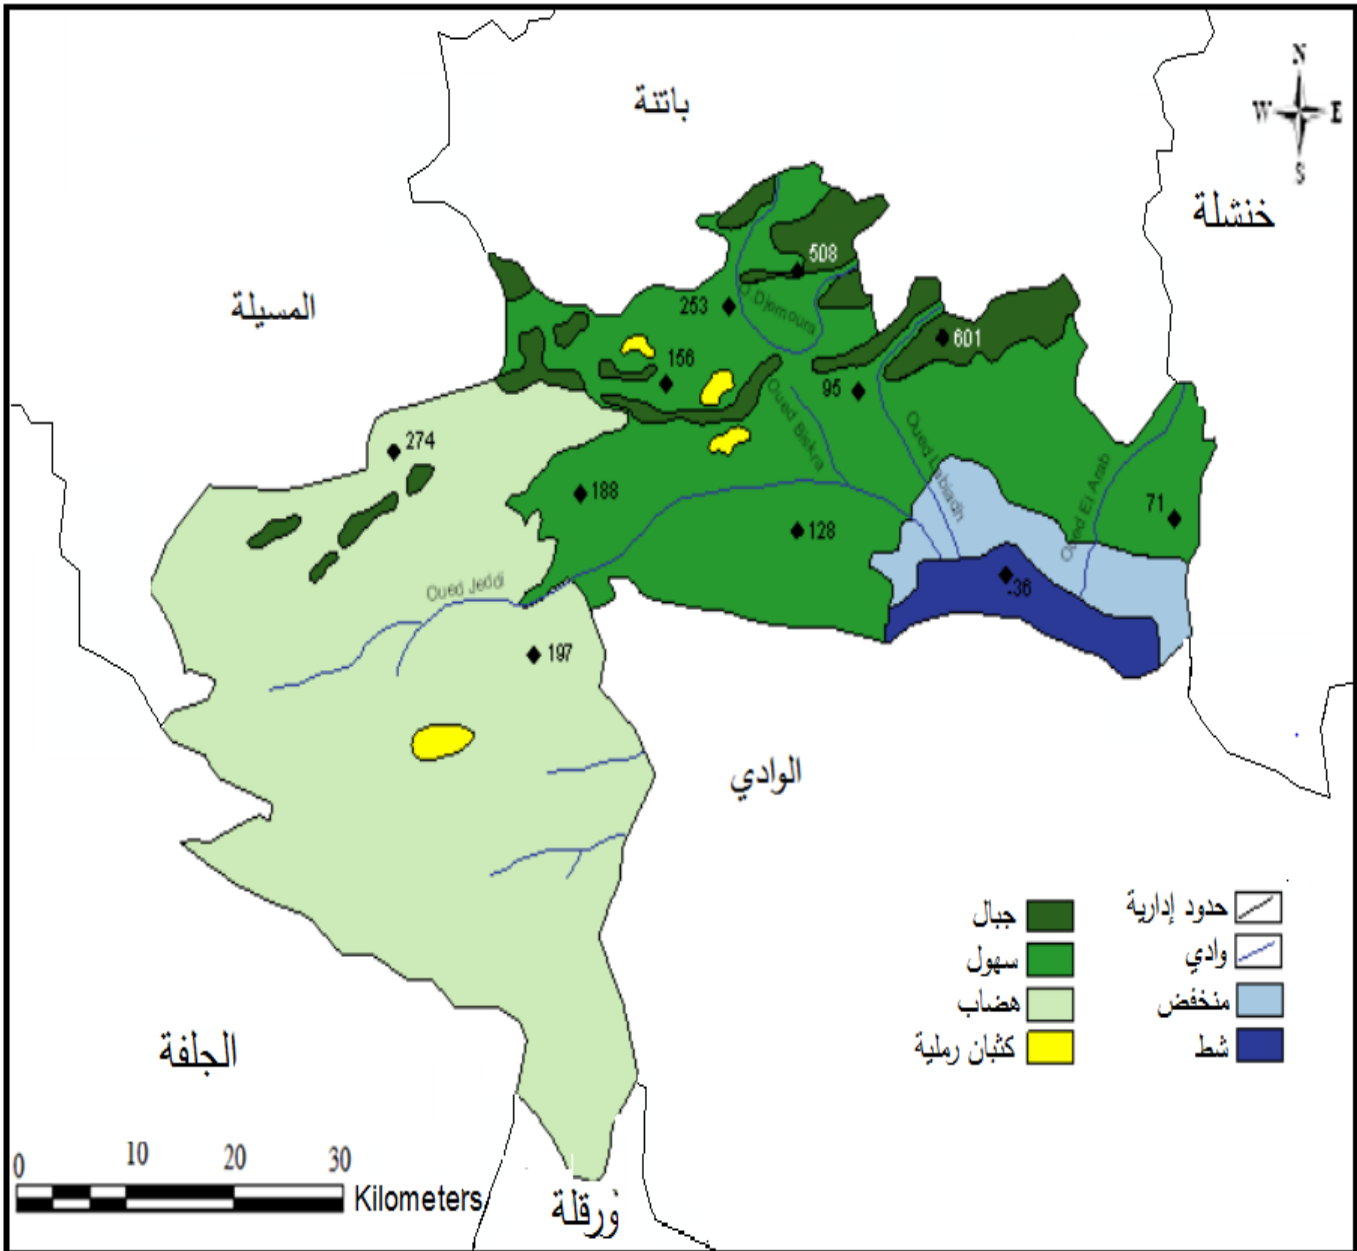 N
W E
S
باتنة
خنشلة
المسيلة
508
253
O.Djemoura
601
156
95
Oued Biskra
274
188
Oued Labiadh
Oued El Arab
71
128
Oued Jeddi
36
197
الوادي
جبال
حدود إدارية
سهول
وادي
هضاب
منخفض
كثبان رملية
شط
الجلفة
0 10 20 30
Kilometers
ورقلة